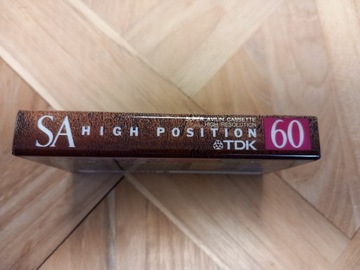 SA HIGH POSITION
SUPER AVILYN CASSETTE
HIGH RESOLUTION
TDK
60